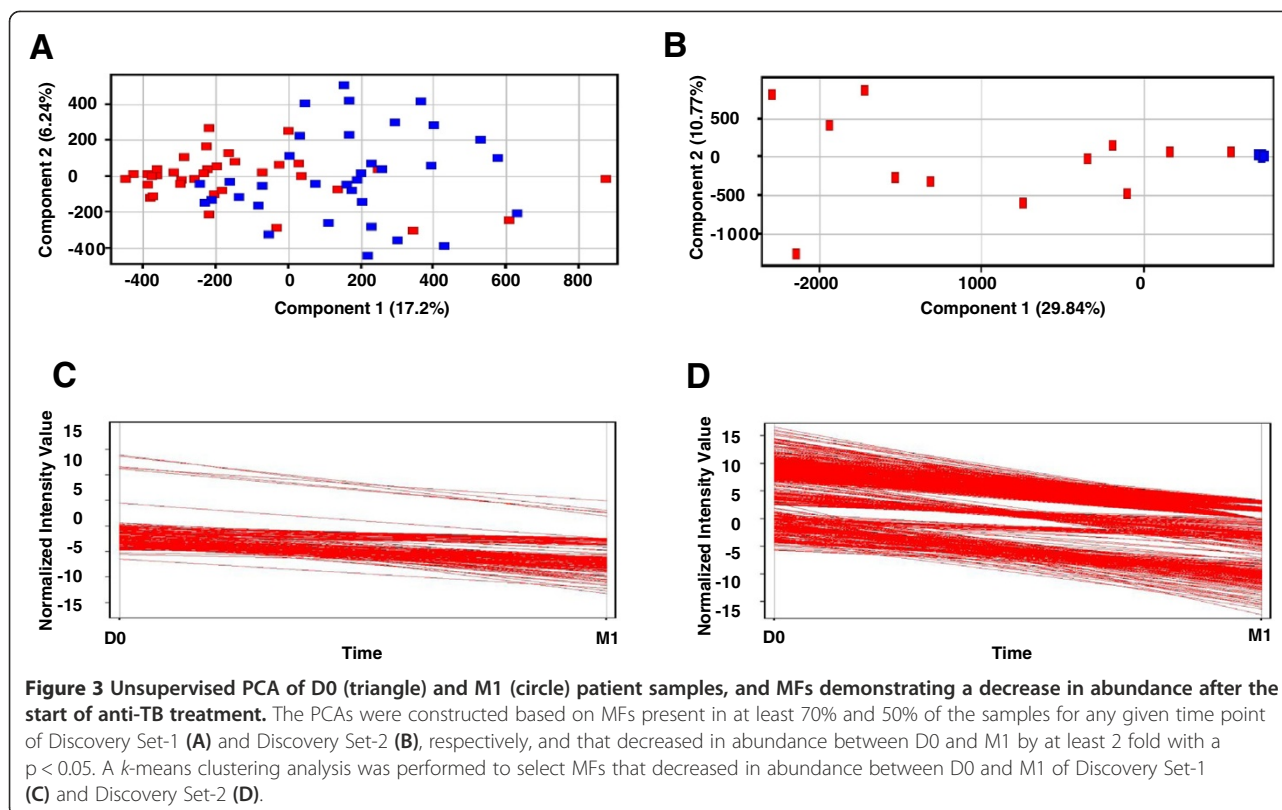 A
Component 2 (6.24%)
400
200
0
-200
-400
-400 -200 0 200 400 600 800
Component 1 (17.2%)
B
Component 2 (10.77%)
500
0
-500
-1000
-2000 1000 0
Component 1 (29.84%)
C
Normalized Intensity Value
15
10
5
0
-5
-10
-15
D0 M1
Time
D
Normalized Intensity Value
15
10
5
0
-5
-10
-15
D0 M1
Time
Figure 3 Unsupervised PCA of D0 (triangle) and M1 (circle) patient samples, and MFs demonstrating a decrease in abundance after the
start of anti-TB treatment. The PCAs were constructed based on MFs present in at least 70% and 50% of the samples for any given time point
of Discovery Set-1 (A) and Discovery Set-2 (B), respectively, and that decreased in abundance between D0 and M1 by at least 2 fold with a
p < 0.05. A k-means clustering analysis was performed to select MFs that decreased in abundance between D0 and M1 of Discovery Set-1
(C) and Discovery Set-2 (D).